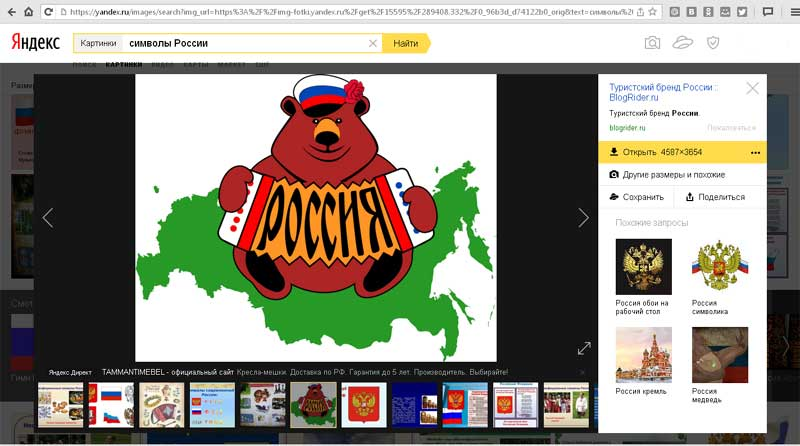 https://yandex.ru/images/search?img_url=https%3A%2F%2Fimg-fotki.yandex.ru%2Fget%2F15595%2F289408.332%2F0_96b3d_d74122b0_orig&text=символы%2
Яндекс
Картинки
символы России
Найти
ПОИСК КАРТИНКИ ВИДЕО КАРТЫ МАРКЕТ ЕЩЁ
РОССИЯ
Туристский бренд России ::
BlogRider.ru
Туристский бренд России.
blogrider.ru
Пожаловаться
Открыть 4587×3654
Другие размеры и похожие
Сохранить
Поделиться
Похожие запросы
Россия обои на
рабочий стол
Россия
символика
Россия кремль
Россия
медведь
Яндекс Директ
TAMMANTIMEBEL - официальный сайт Кресла-мешки. Доставка по РФ. Гарантия до 5 лет. Производитель. Выбирайте!